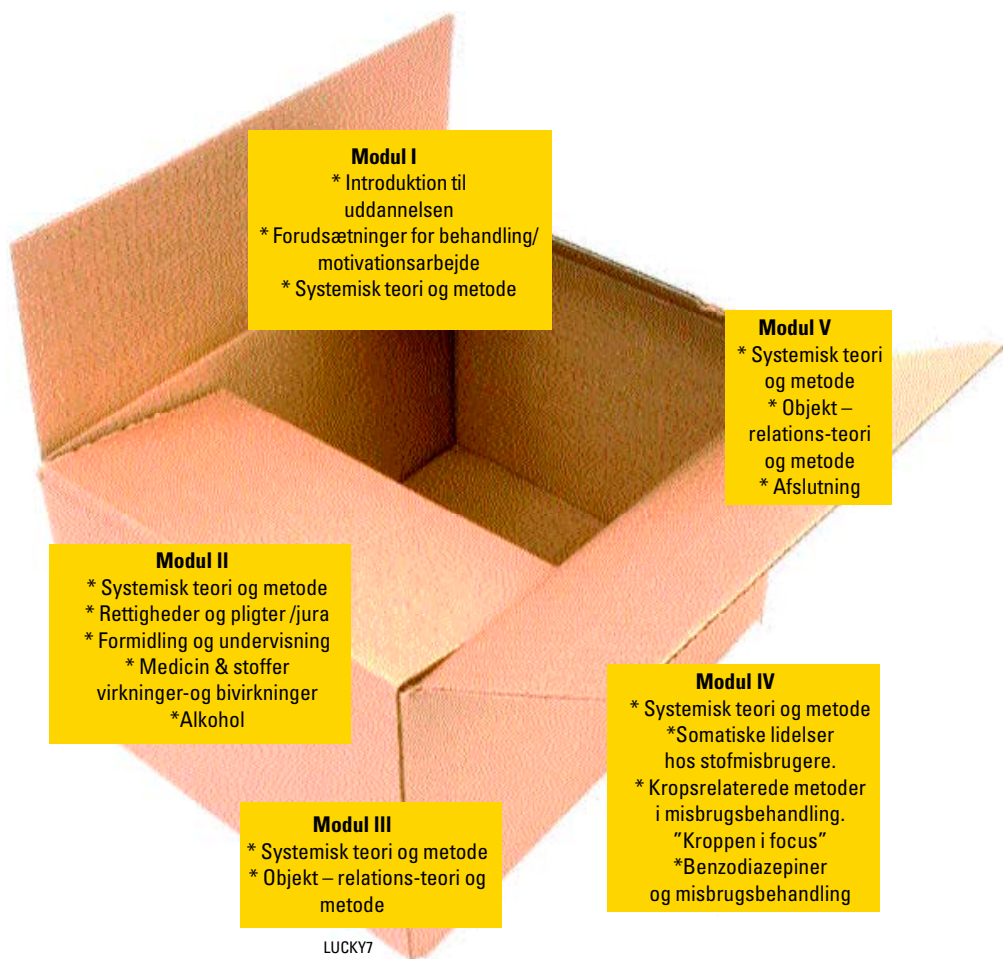 Modul I
* Introduktion til
uddannelsen
* Forudsætninger for behandling/
motivationsarbejde
* Systemisk teori og metode
Modul V
* Systemisk teori
og metode
* Objekt –
relations-teori
og metode
* Afslutning
Modul II
* Systemisk teori og metode
* Rettigheder og pligter /jura
* Formidling og undervisning
* Medicin & stoffer
virkninger-og bivirkninger
*Alkohol
Modul IV
* Systemisk teori og metode
*Somatiske lidelser
hos stofmisbrugere.
* Kropsrelaterede metoder
i misbrugsbehandling.
”Kroppen i focus”
*Benzodiazepiner
og misbrugsbehandling
Modul III
* Systemisk teori og metode
* Objekt – relations-teori og
metode
LUCKY7